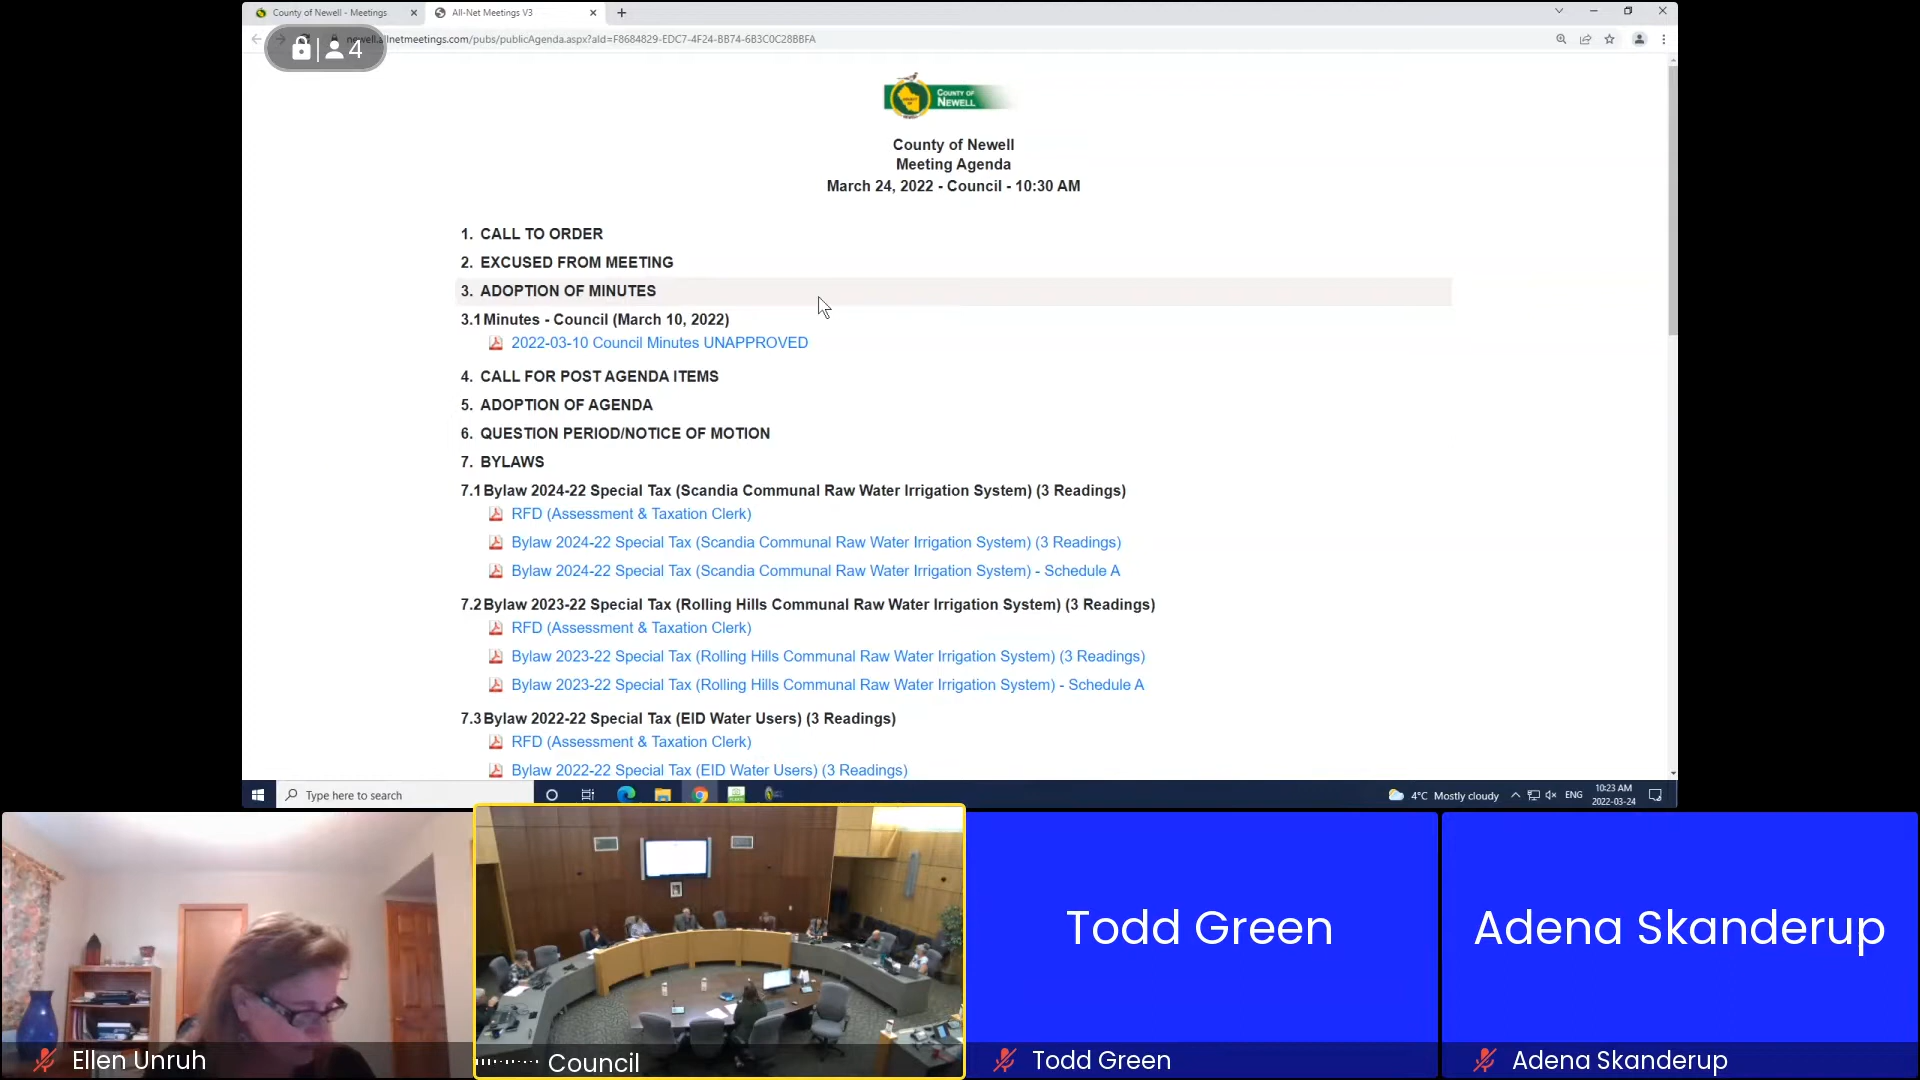 County of Newell - Meetings
All-Net Meetings V3
4
newell.allnetmeetings.com/pubs/publicAgenda.aspx?aId=F8684829-EDC7-4F24-BB74-6B3C0C28BBFA
COUNTY OF
NEWELL
County of Newell
Meeting Agenda
March 24, 2022 - Council - 10:30 AM
1. CALL TO ORDER
2. EXCUSED FROM MEETING
3. ADOPTION OF MINUTES
3.1 Minutes - Council (March 10, 2022)
2022-03-10 Council Minutes UNAPPROVED
4. CALL FOR POST AGENDA ITEMS
5. ADOPTION OF AGENDA
6. QUESTION PERIOD/NOTICE OF MOTION
7. BYLAWS
7.1 Bylaw 2024-22 Special Tax (Scandia Communal Raw Water Irrigation System) (3 Readings)
RFD (Assessment & Taxation Clerk)
Bylaw 2024-22 Special Tax (Scandia Communal Raw Water Irrigation System) (3 Readings)
Bylaw 2024-22 Special Tax (Scandia Communal Raw Water Irrigation System) - Schedule A
7.2 Bylaw 2023-22 Special Tax (Rolling Hills Communal Raw Water Irrigation System) (3 Readings)
RFD (Assessment & Taxation Clerk)
Bylaw 2023-22 Special Tax (Rolling Hills Communal Raw Water Irrigation System) (3 Readings)
Bylaw 2023-22 Special Tax (Rolling Hills Communal Raw Water Irrigation System) - Schedule A
7.3 Bylaw 2022-22 Special Tax (EID Water Users) (3 Readings)
RFD (Assessment & Taxation Clerk)
Bylaw 2022-22 Special Tax (EID Water Users) (3 Readings)
Type here to search
4°C Mostly cloudy
ENG
10:23 AM
2022-03-24
Todd Green
Adena Skanderup
Ellen Unruh
Council
Todd Green
Adena Skanderup